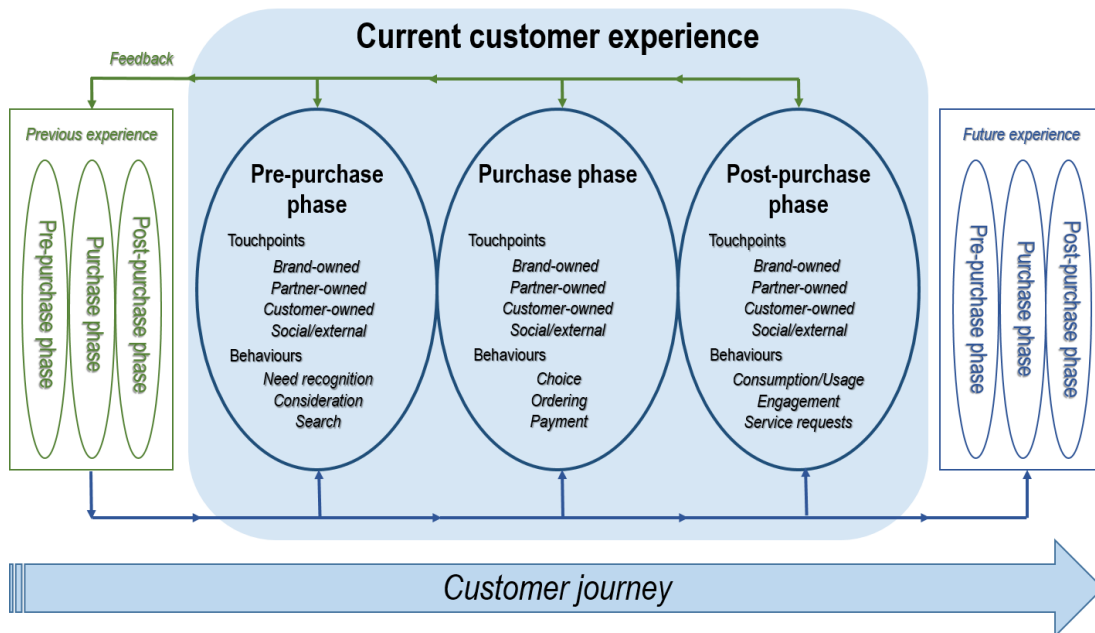 Current customer experience
Feedback
Previous experience
Pre-purchase phase
Purchase phase
Post-purchase phase
Pre-purchase
phase
Touchpoints
Brand-owned
Partner-owned
Customer-owned
Social/external
Behaviours
Need recognition
Consideration
Search
Purchase phase
Touchpoints
Brand-owned
Partner-owned
Customer-owned
Social/external
Behaviours
Choice
Ordering
Payment
Post-purchase
phase
Touchpoints
Brand-owned
Partner-owned
Customer-owned
Social/external
Behaviours
Consumption/Usage
Engagement
Service requests
Future experience
Pre-purchase phase
Purchase phase
Post-purchase phase
Customer journey